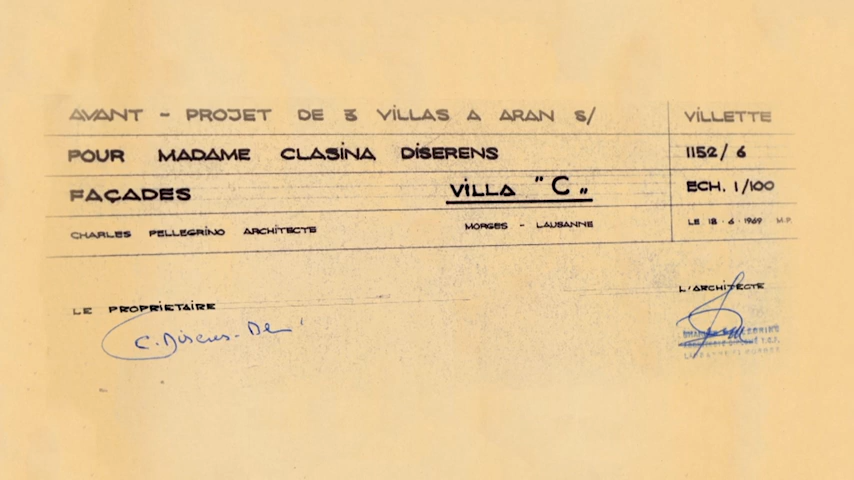 AVANT - PROJET DE 3 VILLAS A ARAN S/ VILLETTE
POUR MADAME CLASINA DISERENS 1152/6
FAÇADES VILLA "C" ECH. 1/100
CHARLES PELLEGRINO ARCHITECTE MORGES - LAUSANNE LE 18 - 6 - 1969 M.P.
L'ARCHITECTE
LE PROPRIETAIRE